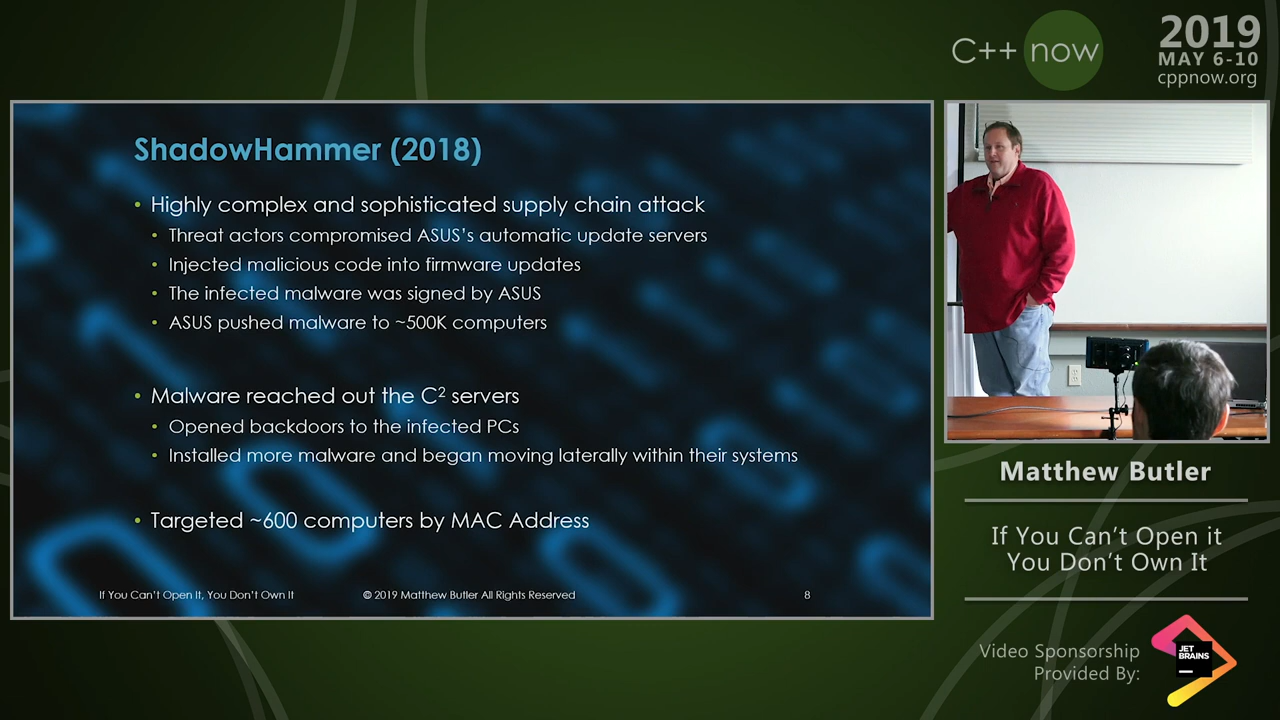 C++ now
2019
MAY 6-10
cppnow.org
ShadowHammer (2018)
• Highly complex and sophisticated supply chain attack
• Threat actors compromised ASUS's automatic update servers
• Injected malicious code into firmware updates
• The infected malware was signed by ASUS
• ASUS pushed malware to ~500K computers
• Malware reached out the C² servers
• Opened backdoors to the infected PCs
• Installed more malware and began moving laterally within their systems
• Targeted ~600 computers by MAC Address
If You Can't Open It, You Don't Own It © 2019 Matthew Butler All Rights Reserved 8
Matthew Butler
If You Can't Open it
You Don't Own It
Video Sponsorship
Provided By:
JET
BRAINS